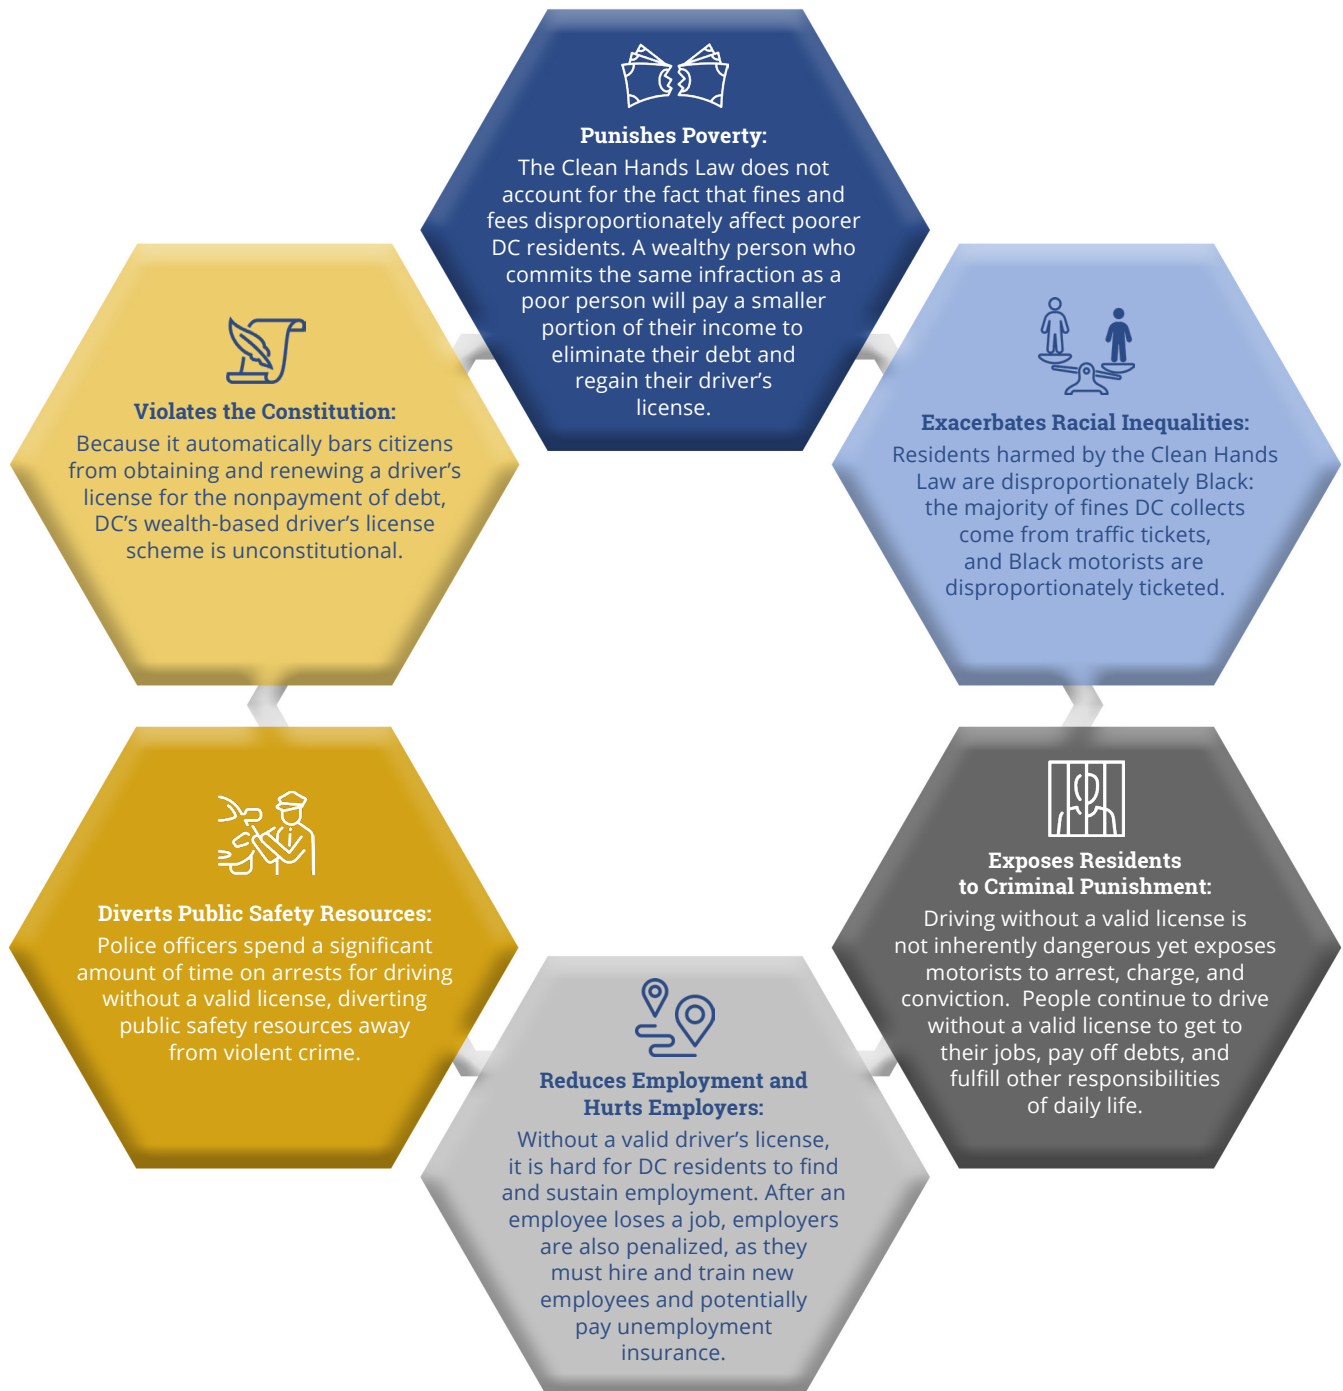 Punishes Poverty:
The Clean Hands Law does not
account for the fact that fines and
fees disproportionately affect poorer
DC residents. A wealthy person who
commits the same infraction as a
poor person will pay a smaller
portion of their income to
eliminate their debt and
regain their driver’s
license.
Exacerbates Racial Inequalities:
Residents harmed by the Clean Hands
Law are disproportionately Black:
the majority of fines DC collects
come from traffic tickets,
and Black motorists are
disproportionately ticketed.
Exposes Residents
to Criminal Punishment:
Driving without a valid license is
not inherently dangerous yet exposes
motorists to arrest, charge, and
conviction.  People continue to drive
without a valid license to get to
their jobs, pay off debts, and
fulfill other responsibilities
of daily life.
Reduces Employment and
Hurts Employers:
Without a valid driver’s license,
it is hard for DC residents to find
and sustain employment. After an
employee loses a job, employers
are also penalized, as they
must hire and train new
employees and potentially
pay unemployment
insurance.
Diverts Public Safety Resources:
Police officers spend a significant
amount of time on arrests for driving
without a valid license, diverting
public safety resources away
from violent crime.
Violates the Constitution:
Because it automatically bars citizens
from obtaining and renewing a driver’s
license for the nonpayment of debt,
DC’s wealth-based driver’s license
scheme is unconstitutional.